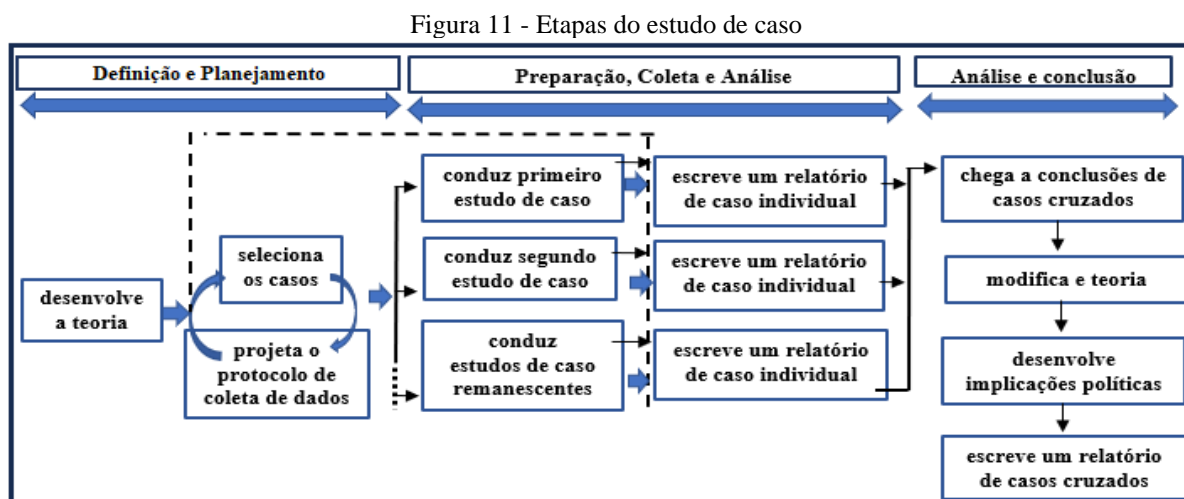 Figura 11 - Etapas do estudo de caso
Definição e Planejamento
Preparação, Coleta e Análise
Análise e conclusão
desenvolve
a teoria
seleciona
os casos
projeta o
protocolo de
coleta de dados
conduz primeiro
estudo de caso
conduz segundo
estudo de caso
conduz
estudos de caso
remanescentes
escreve um relatório
de caso individual
escreve um relatório
de caso individual
escreve um relatório
de caso individual
chega a conclusões de
casos cruzados
modifica e teoria
desenvolve
implicações políticas
escreve um relatório
de casos cruzados